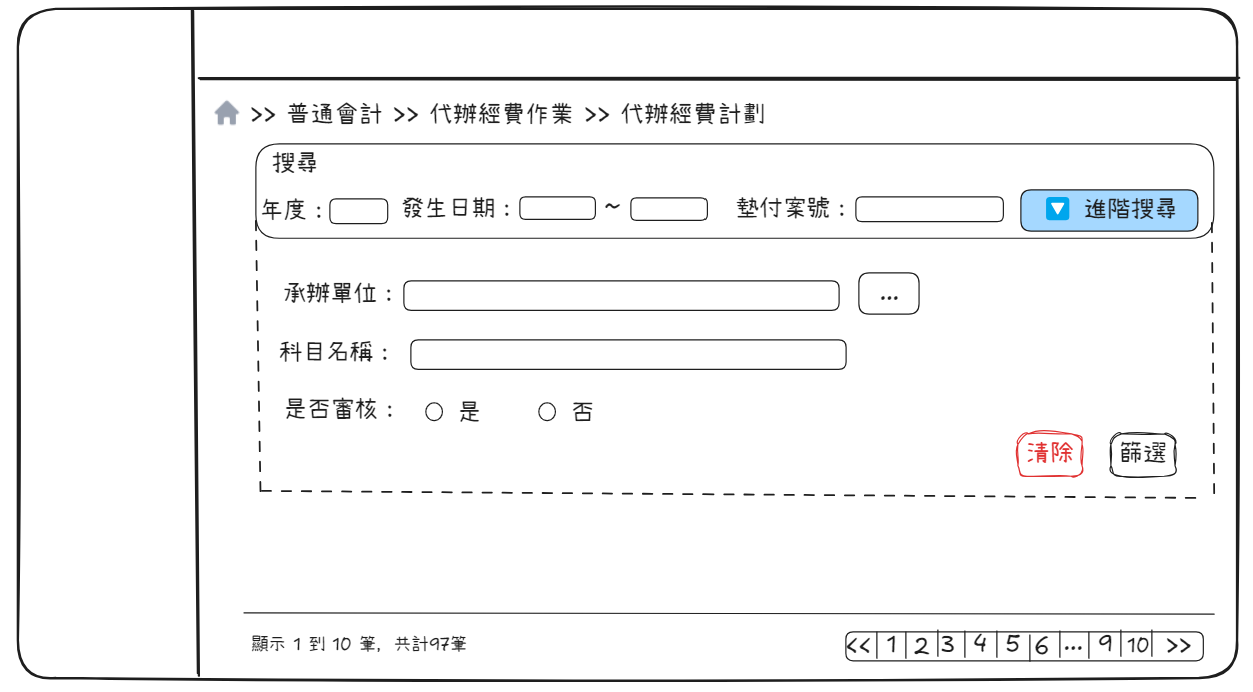 >> 普通會計 >> 代辦經費作業 >> 代辦經費計劃
搜尋
年度： 發生日期： ~ 墊付案號： 進階搜尋
承辦單位： ...
科目名稱：
是否審核： 是 否
清除 篩選
顯示 1 到 10 筆, 共計97筆 << 1 2 3 4 5 6 ... 9 10 >>